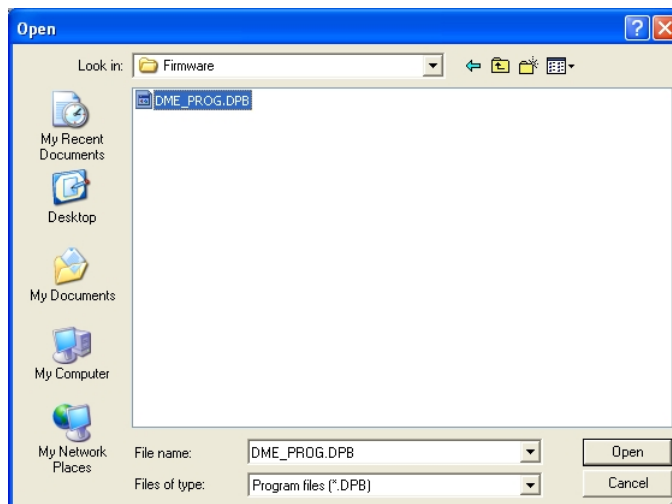 Open
Look in:
Firmware
DME_PROG.DPB
My Recent
Documents
Desktop
My Documents
My Computer
My Network
Places
File name:
DME_PROG.DPB
Open
Files of type:
Program files (*.DPB)
Cancel